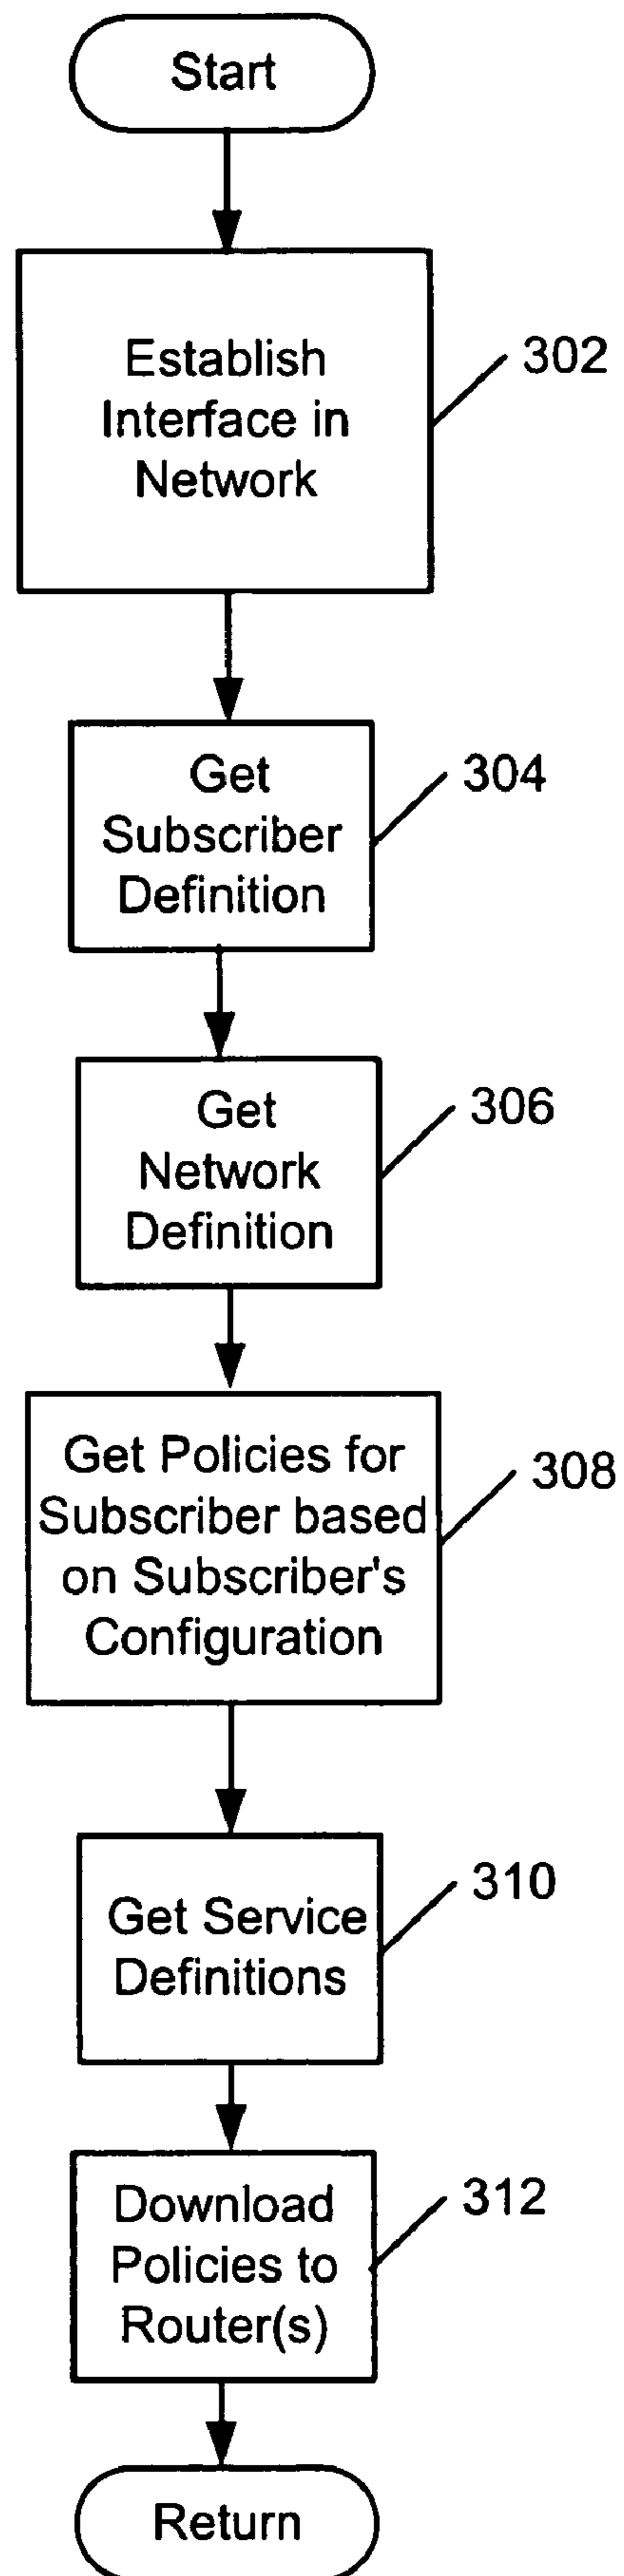 Start
Establish
Interface in
Network
302
Get
Subscriber
Definition
304
Get
Network
Definition
306
Get Policies for
Subscriber based
on Subscriber's
Configuration
308
Get Service
Definitions
310
Download
Policies to
Router(s)
312
Return